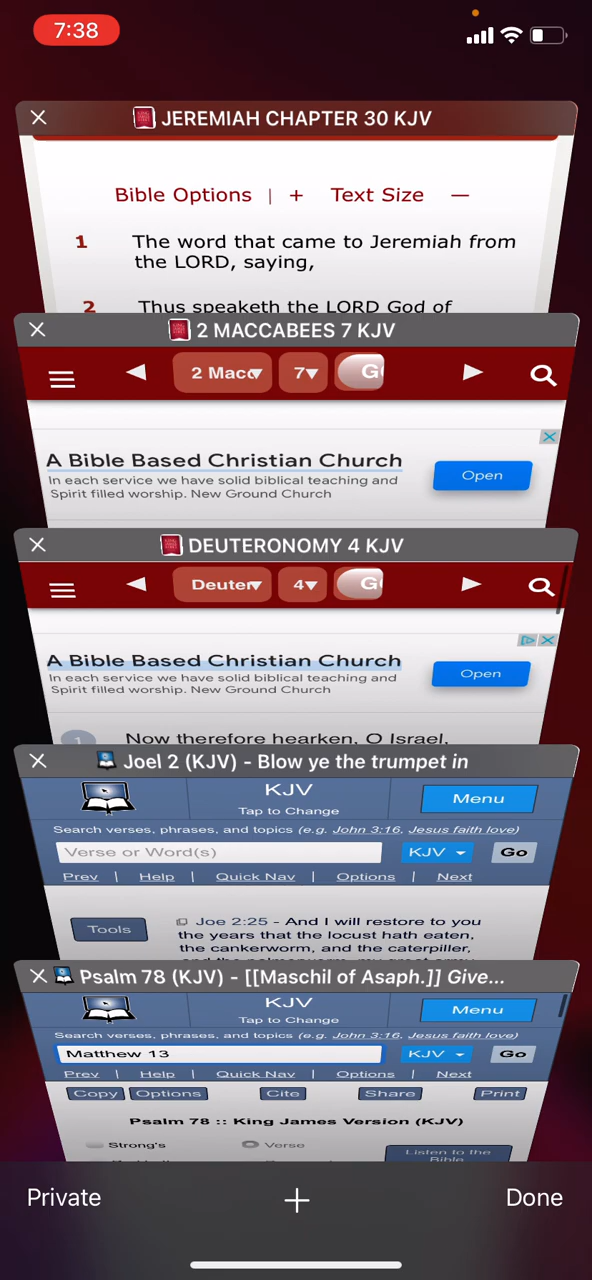 7:38
JEREMIAH CHAPTER 30 KJV
Bible Options | + Text Size —
1 The word that came to Jeremiah from
the LORD, saying,
2 Thus speaketh the LORD God of
2 MACCABEES 7 KJV
2 Macc 7
A Bible Based Christian Church
In each service we have solid biblical teaching and
Spirit filled worship. New Ground Church
Open
DEUTERONOMY 4 KJV
Deuter 4
A Bible Based Christian Church
In each service we have solid biblical teaching and
Spirit filled worship. New Ground Church
Open
1 Now therefore hearken, O Israel,
Joel 2 (KJV) - Blow ye the trumpet in
KJV
Tap to Change
Menu
Search verses, phrases, and topics (e.g. John 3:16, Jesus faith love)
Verse or Word(s) KJV Go
Prev | Help | Quick Nav | Options | Next
Tools
Joe 2:25 - And I will restore to you
the years that the locust hath eaten,
the cankerworm, and the caterpiller,
Psalm 78 (KJV) - [[Maschil of Asaph.]] Give...
KJV
Tap to Change
Menu
Search verses, phrases, and topics (e.g. John 3:16, Jesus faith love)
Matthew 13 KJV Go
Prev | Help | Quick Nav | Options | Next
Copy Options Cite Share Print
Psalm 78 :: King James Version (KJV)
Strong's Verse
Listen to the
Bible
Private + Done